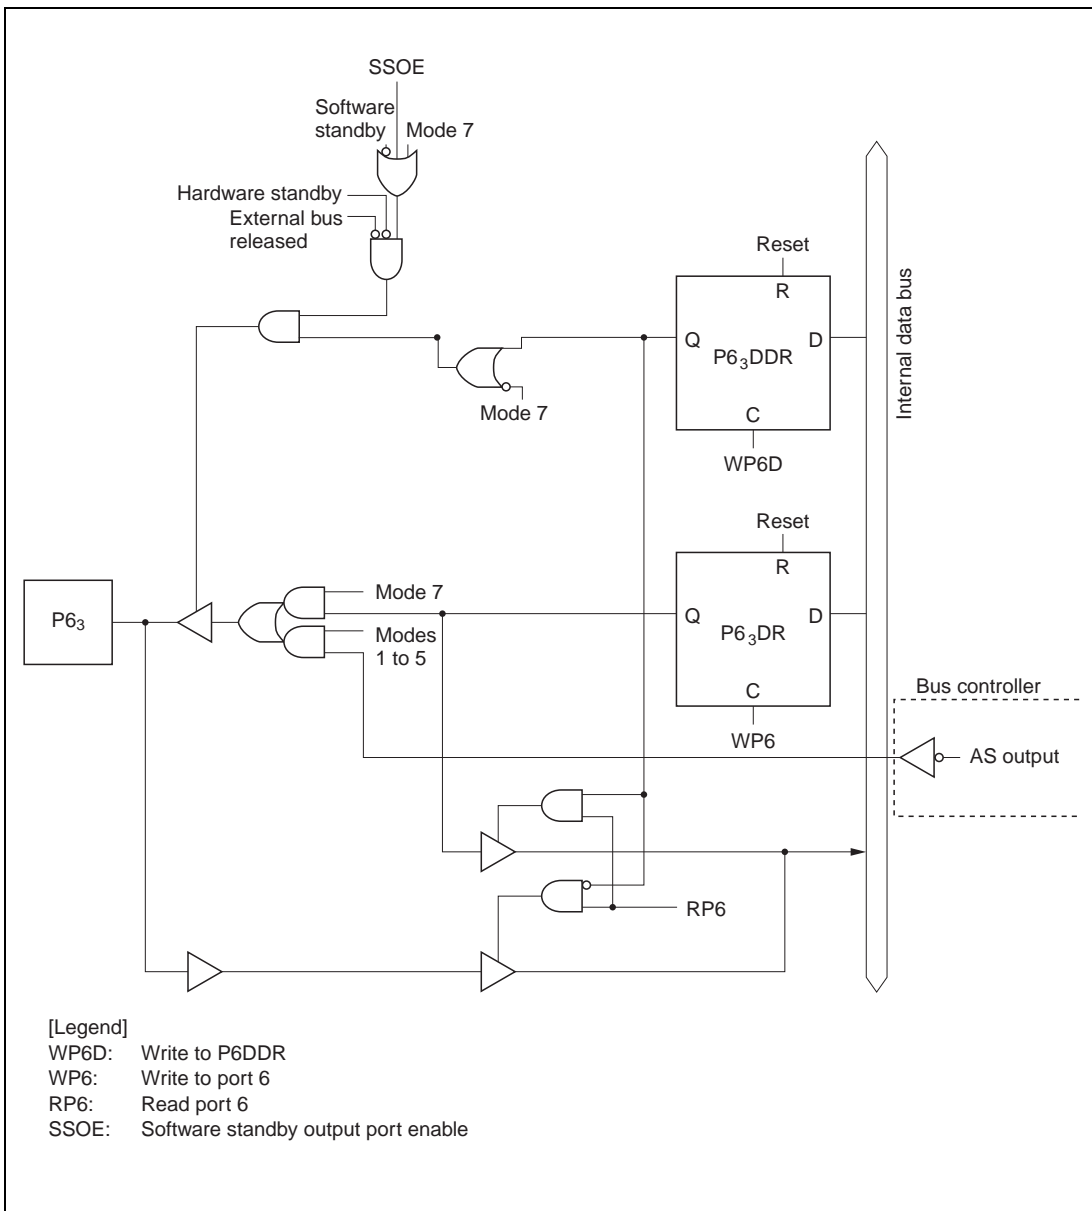 SSOE
Software
standby
Mode 7
Hardware standby
External bus
released
Reset
R
Q
P6₃DDR
D
C
WP6D
Mode 7
Internal data bus
Reset
R
P6₃
Mode 7
Q
P6₃DR
D
Modes
1 to 5
C
WP6
Bus controller
AS output
RP6
[Legend]
WP6D: Write to P6DDR
WP6: Write to port 6
RP6: Read port 6
SSOE: Software standby output port enable